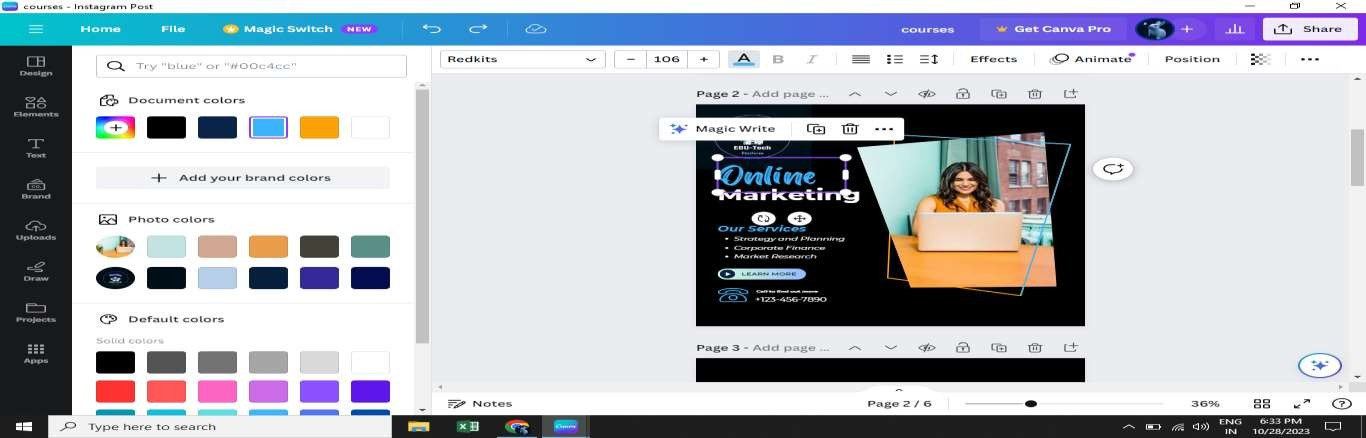 courses - Instagram Post
Home File Magic Switch NEW courses Get Canva Pro + Share
Redkits - 106 + A B I Effects Animate Position ...
Design
Elements
Text
Brand
Uploads
Draw
Projects
Apps
Try "blue" or "#00c4cc"
Document colors
+ Add your brand colors
Photo colors
Default colors
Solid colors
Page 2 - Add page ...
Magic Write ...
EBU-Tech
Online
Marketing
Our Services
• Strategy and Planning
• Corporate Finance
• Market Research
LEARN MORE
Call to find out more
+123-456-7890
Page 3 - Add page ...
Notes Page 2 / 6 36%
Type here to search
Canva
ENG 6:33 PM
IN 10/28/2023